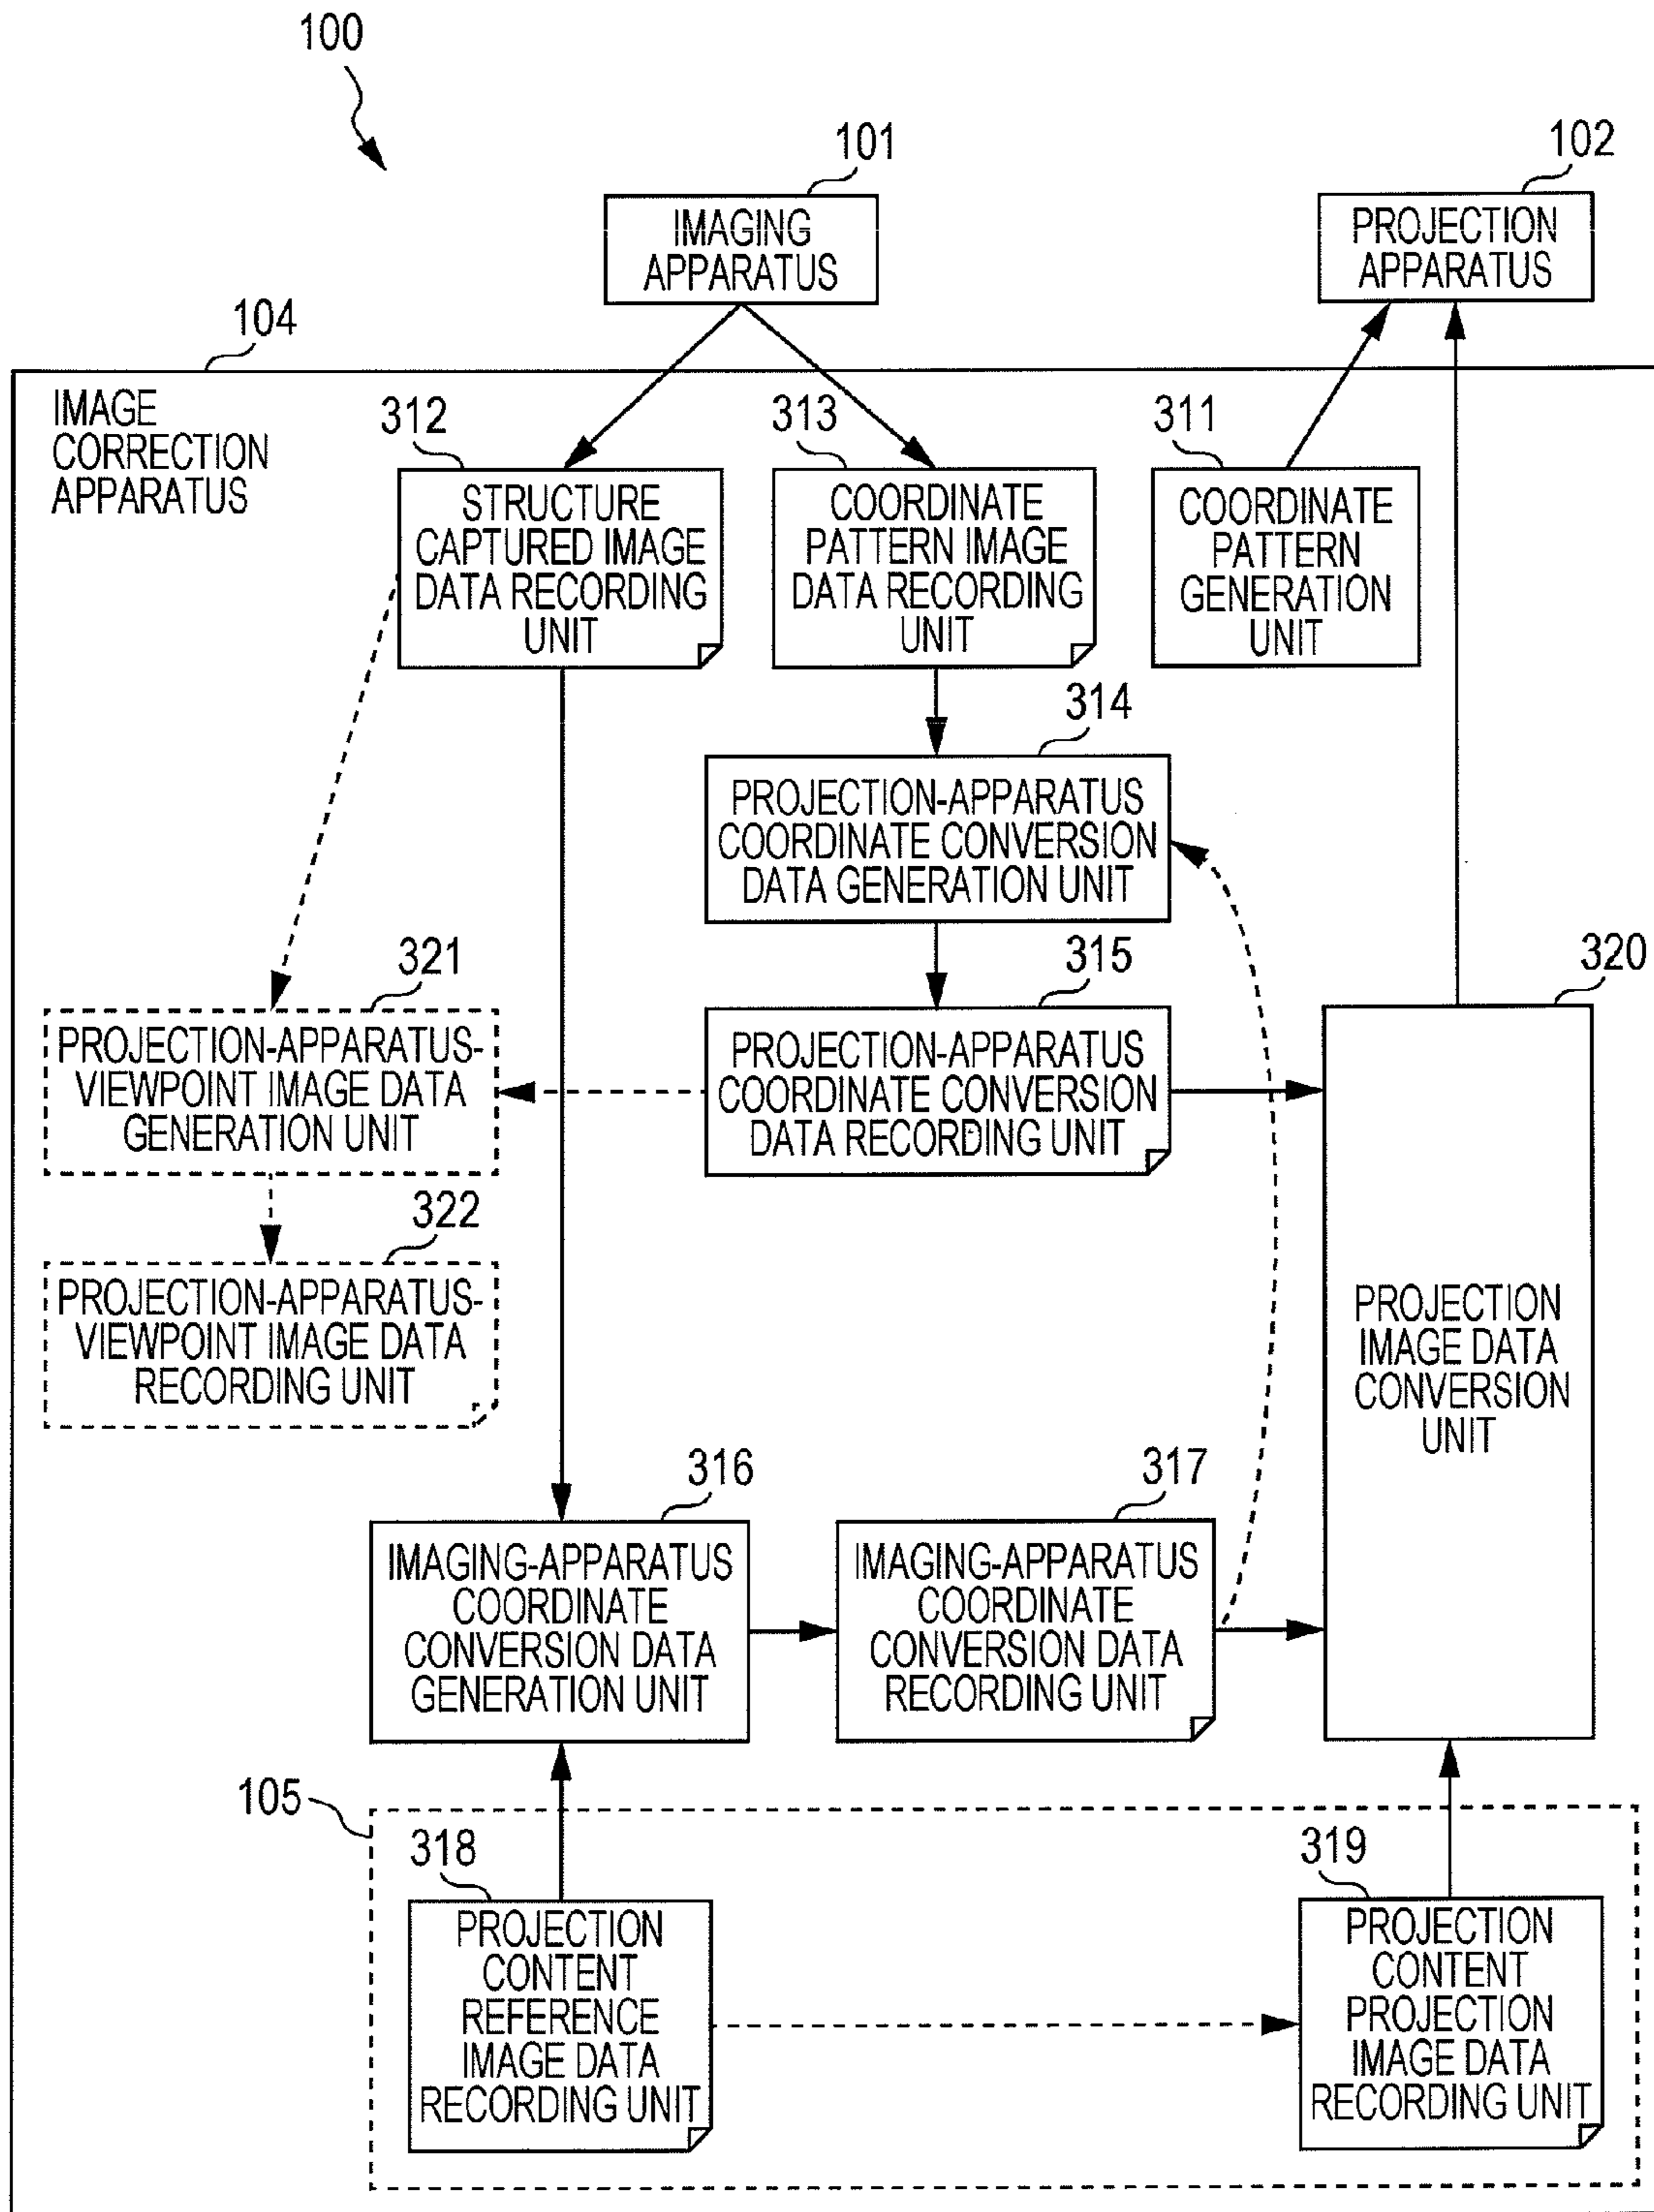 100
101
IMAGING
APPARATUS
102
PROJECTION
APPARATUS
104
IMAGE
CORRECTION
APPARATUS
312
STRUCTURE
CAPTURED IMAGE
DATA RECORDING
UNIT
313
COORDINATE
PATTERN IMAGE
DATA RECORDING
UNIT
311
COORDINATE
PATTERN
GENERATION
UNIT
314
PROJECTION-APPARATUS
COORDINATE CONVERSION
DATA GENERATION UNIT
321
PROJECTION-APPARATUS-
VIEWPOINT IMAGE DATA
GENERATION UNIT
315
PROJECTION-APPARATUS
COORDINATE CONVERSION
DATA RECORDING UNIT
320
PROJECTION
IMAGE DATA
CONVERSION
UNIT
322
PROJECTION-APPARATUS-
VIEWPOINT IMAGE DATA
RECORDING UNIT
316
IMAGING-APPARATUS
COORDINATE
CONVERSION DATA
GENERATION UNIT
317
IMAGING-APPARATUS
COORDINATE
CONVERSION DATA
RECORDING UNIT
105
318
PROJECTION
CONTENT
REFERENCE
IMAGE DATA
RECORDING UNIT
319
PROJECTION
CONTENT
PROJECTION
IMAGE DATA
RECORDING UNIT